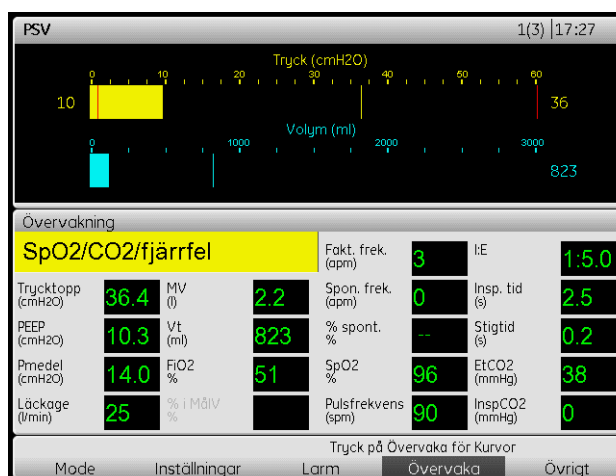 PSV 1(3) 17:27
Tryck (cmH2O)
0 10 20 30 40 50 60
10 36
Volym (ml)
0 1000 2000 3000
823
Övervakning
SpO2/CO2/fjärrfel
Fakt. frek. (apm) 3 I:E 1:5.0
Trycktopp (cmH2O) 36.4 MV (l) 2.2 Spon. frek. (apm) 0 Insp. tid (s) 2.5
PEEP (cmH2O) 10.3 Vt (ml) 823 % spont. % -- Stigtid (s) 0.2
Pmedel (cmH2O) 14.0 FiO2 % 51 SpO2 % 96 EtCO2 (mmHg) 38
Läckage (l/min) 25 % i MålV % Pulsfrekvens (spm) 90 InspCO2 (mmHg) 0
Tryck på Övervaka för Kurvor
Mode Inställningar Larm Övervaka Övrigt